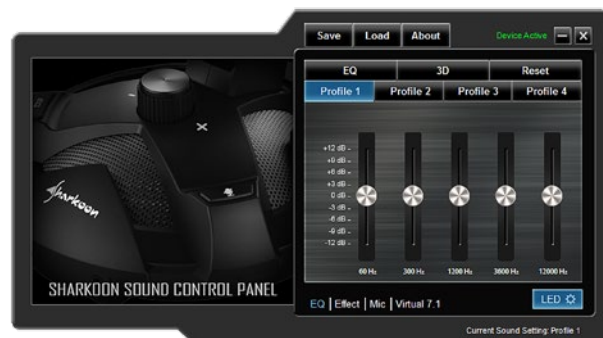 Save Load About Device Active
EQ 3D Reset
Profile 1 Profile 2 Profile 3 Profile 4
+12 dB
+9 dB
+6 dB
+3 dB
0 dB
-3 dB
-6 dB
-9 dB
-12 dB
60 Hz 300 Hz 1200 Hz 3600 Hz 12000 Hz
Sharkoon
SHARKOON SOUND CONTROL PANEL
EQ | Effect | Mic | Virtual 7.1 LED
Current Sound Setting: Profile 1